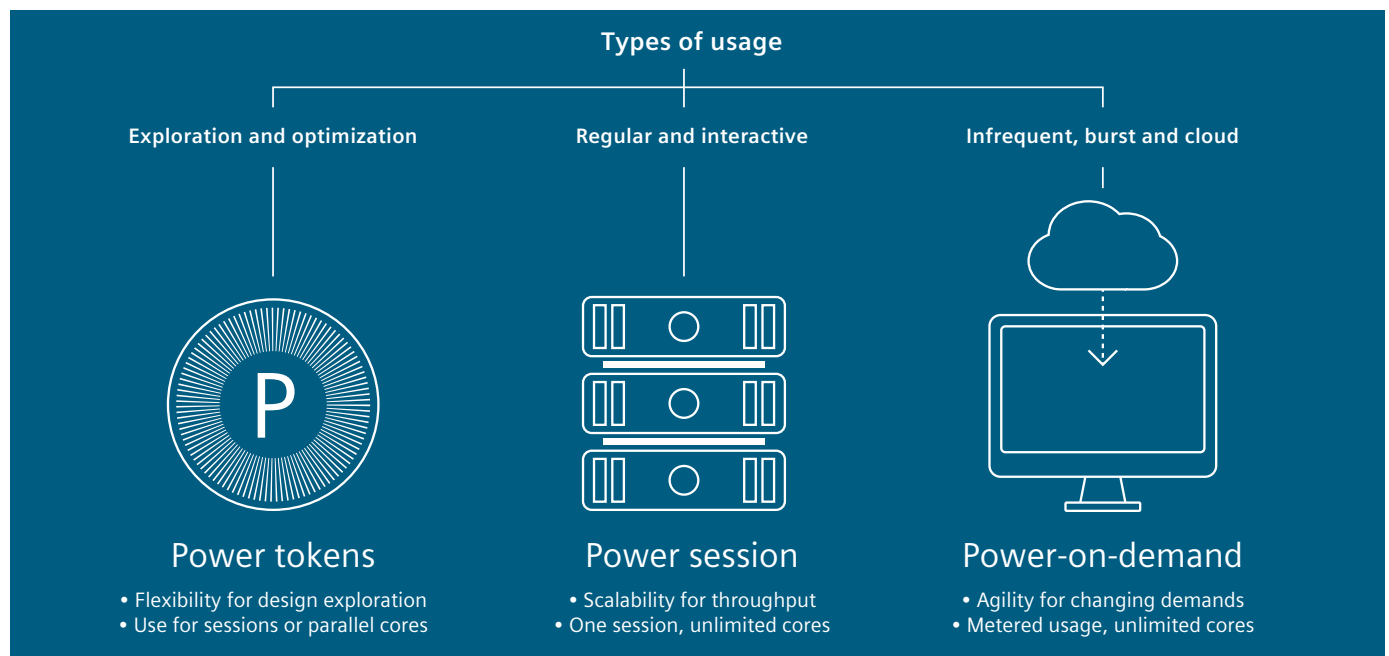 Types of usage
Exploration and optimization
Regular and interactive
Infrequent, burst and cloud
P
Power tokens
• Flexibility for design exploration
• Use for sessions or parallel cores
Power session
• Scalability for throughput
• One session, unlimited cores
Power-on-demand
• Agility for changing demands
• Metered usage, unlimited cores